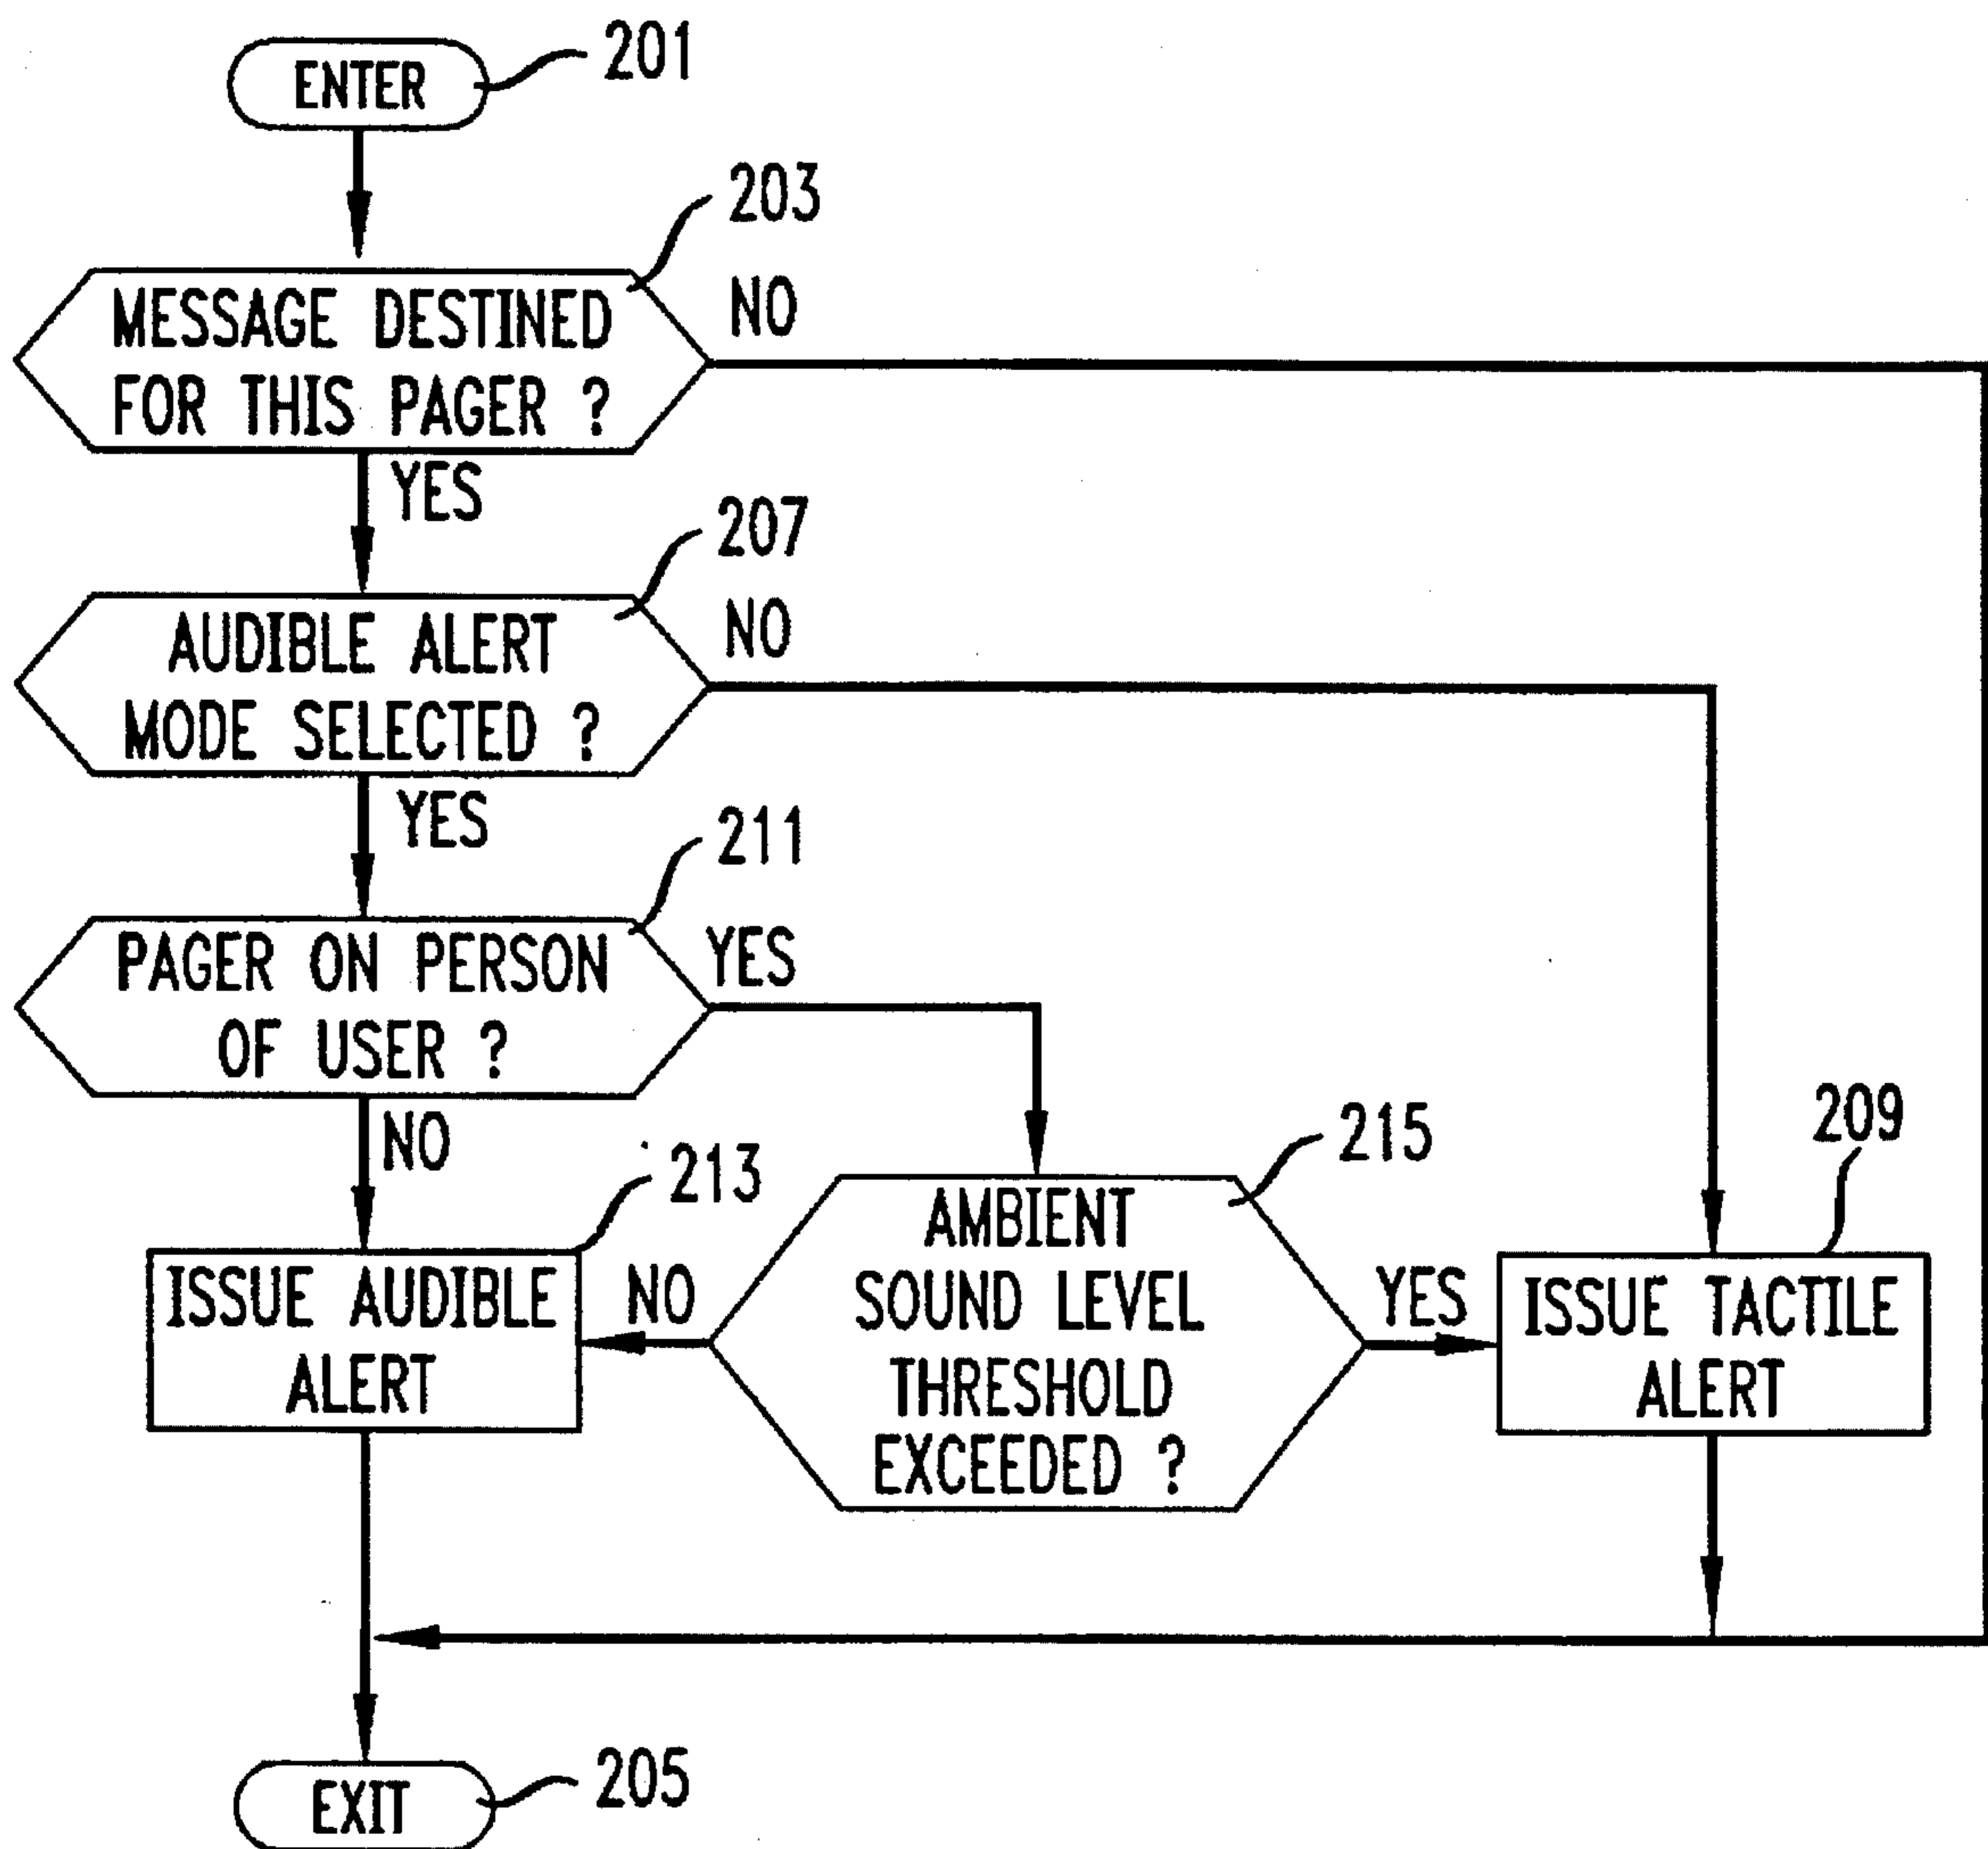 ENTER
201
203
MESSAGE DESTINED
FOR THIS PAGER ?
NO
YES
207
AUDIBLE ALERT
MODE SELECTED ?
NO
YES
211
PAGER ON PERSON
OF USER ?
YES
NO
213
ISSUE AUDIBLE
ALERT
NO
215
AMBIENT
SOUND LEVEL
THRESHOLD
EXCEEDED ?
YES
209
ISSUE TACTILE
ALERT
EXIT
205